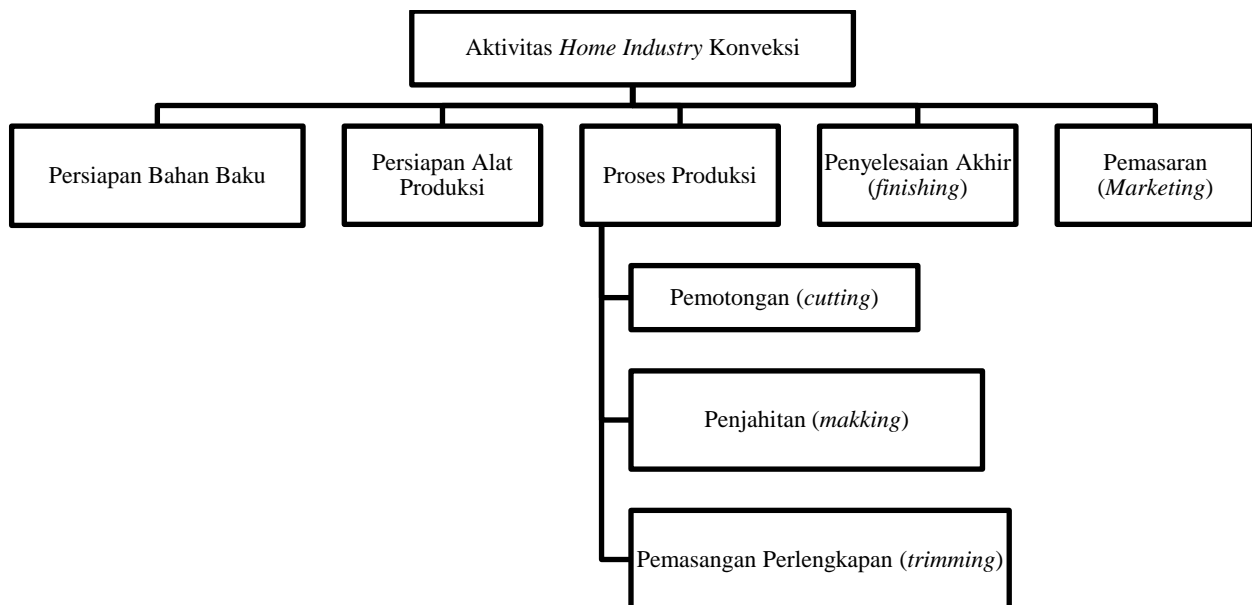 Aktivitas Home Industry Konveksi
Persiapan Bahan Baku
Persiapan Alat
Produksi
Proses Produksi
Penyelesaian Akhir
(finishing)
Pemasaran
(Marketing)
Pemotongan (cutting)
Penjahitan (makking)
Pemasangan Perlengkapan (trimming)